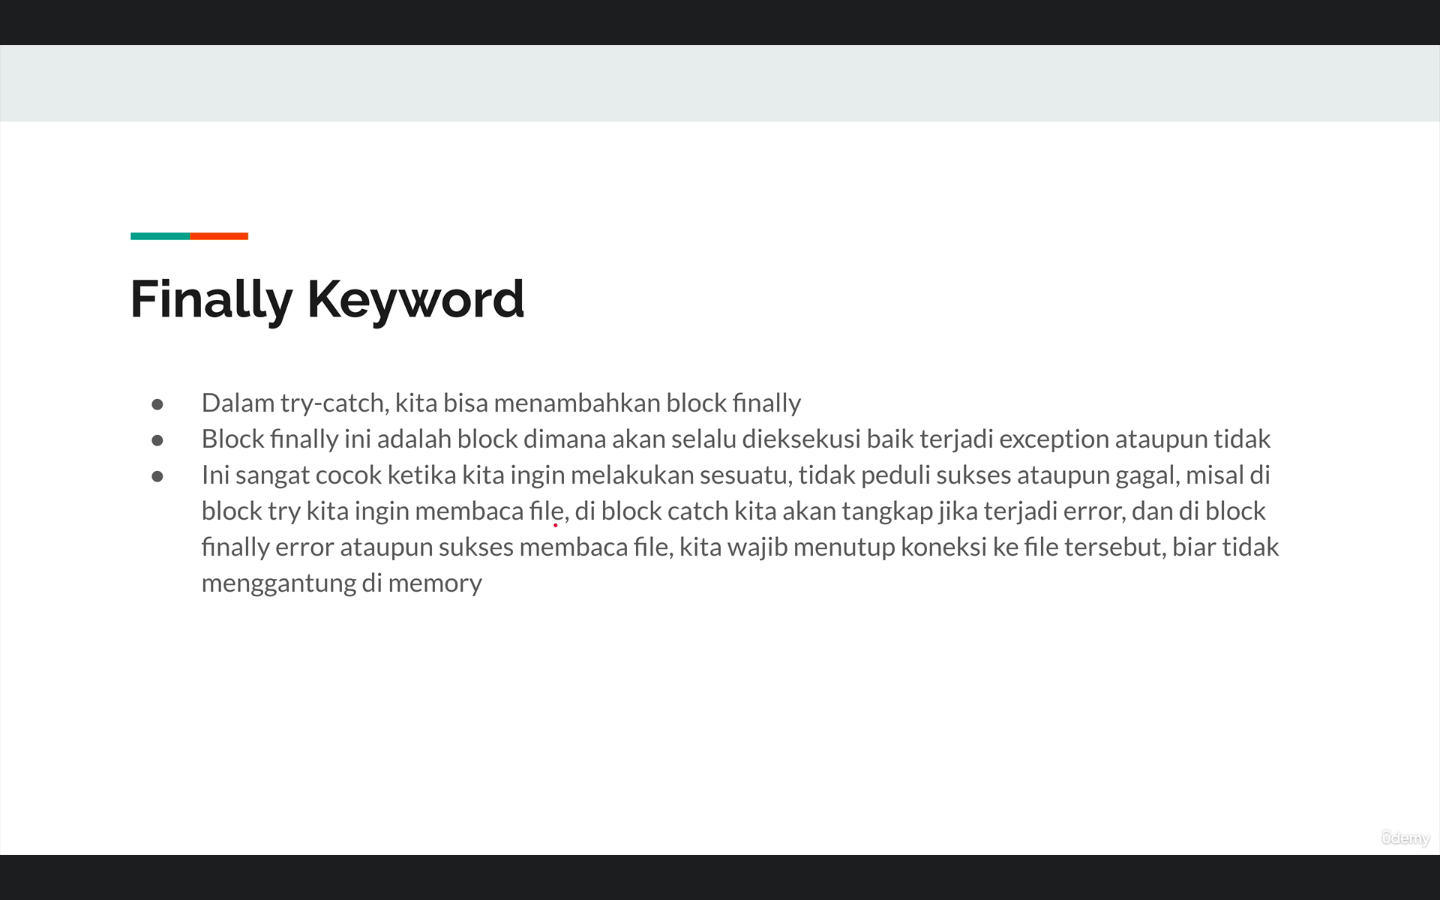 Finally Keyword
● Dalam try-catch, kita bisa menambahkan block finally
● Block finally ini adalah block dimana akan selalu dieksekusi baik terjadi exception ataupun tidak
● Ini sangat cocok ketika kita ingin melakukan sesuatu, tidak peduli sukses ataupun gagal, misal di
block try kita ingin membaca file, di block catch kita akan tangkap jika terjadi error, dan di block
finally error ataupun sukses membaca file, kita wajib menutup koneksi ke file tersebut, biar tidak
menggantung di memory
ûdemy